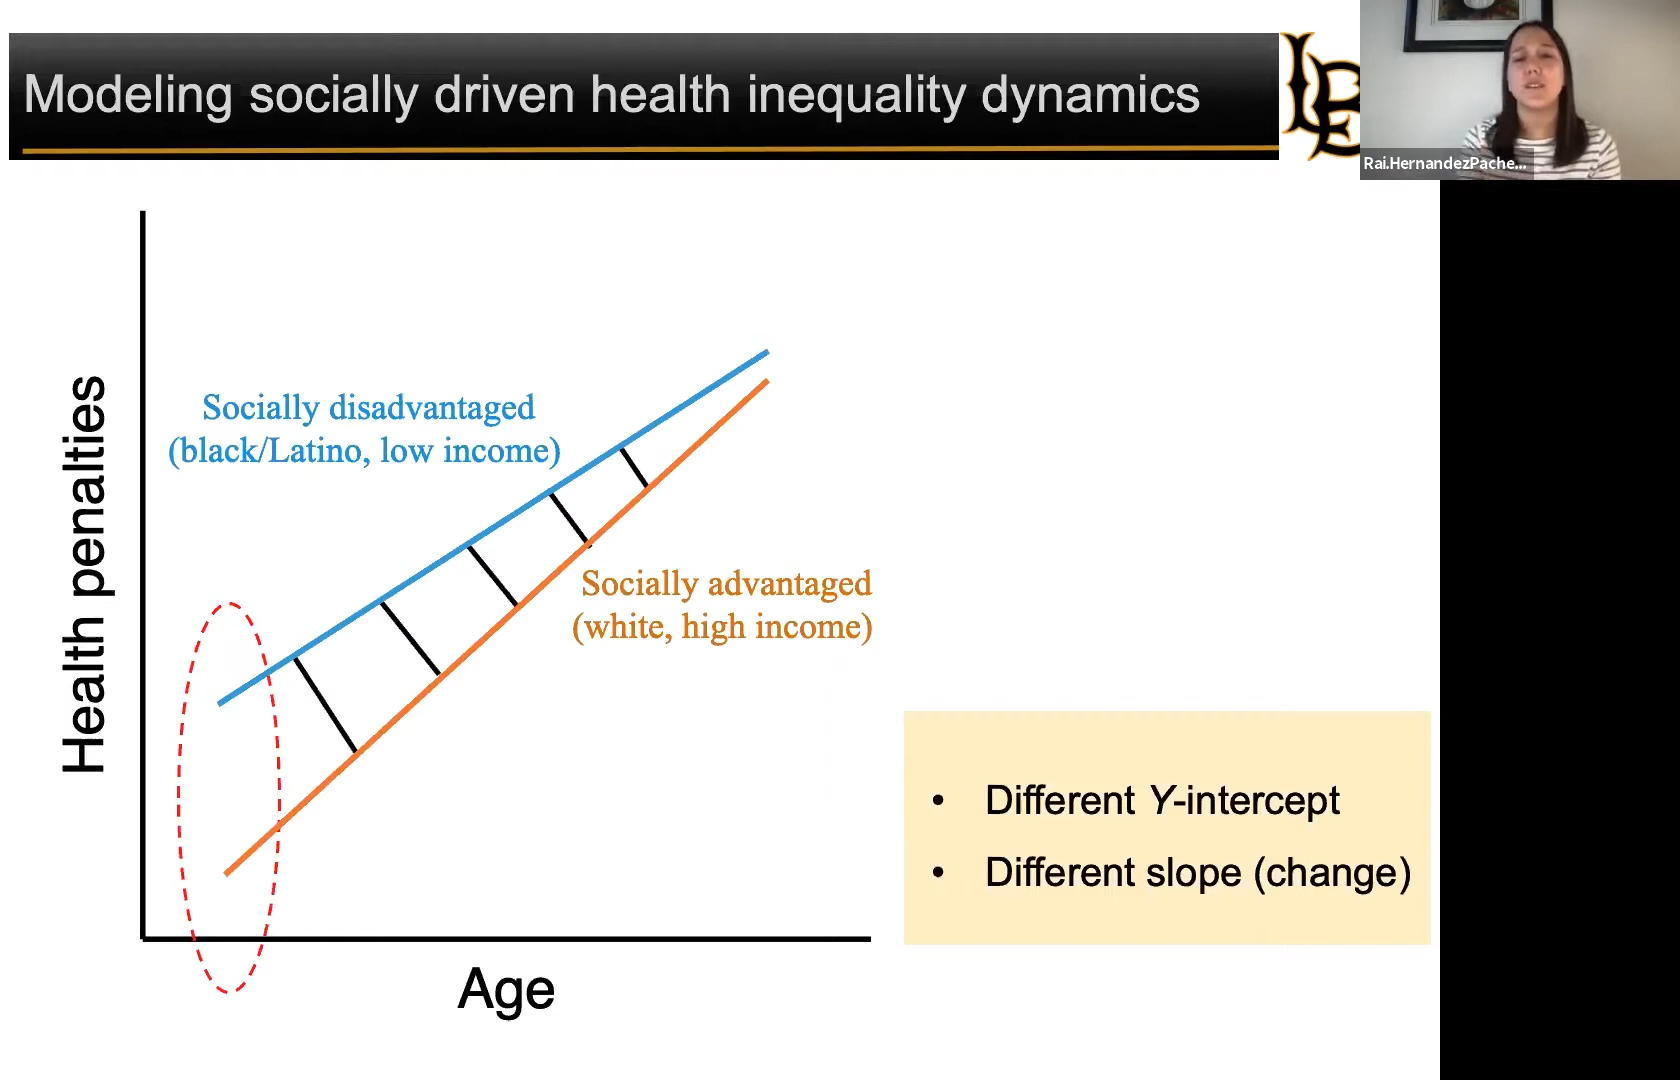 Modeling socially driven health inequality dynamics
LB
Rai.HernandezPache...
Health penalties
Socially disadvantaged
(black/Latino, low income)
Socially advantaged
(white, high income)
Age
• Different Y-intercept
• Different slope (change)